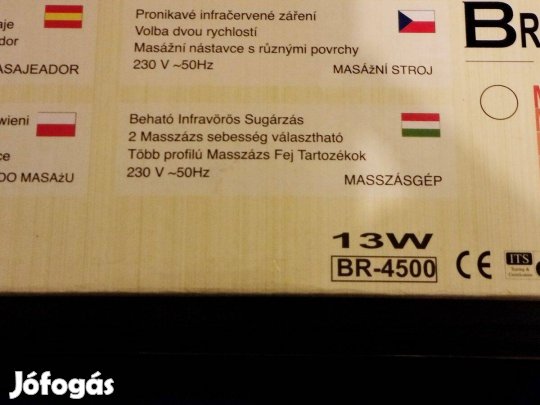 aje
ador
ASAJEADOR
Pronikavé infračervené záření
Volba dvou rychlostí
Masážní nástavce s různými povrchy
230 V ~50Hz
MASÁžNÍ STROJ
BR
wieni
ce
DO MASAżU
Beható Infravörös Sugárzás
2 Masszázs sebesség választható
Több profilú Masszázs Fej Tartozékok
230 V ~50Hz
MASSZÁSGÉP
13W
BR-4500
CE
ITS
Jófogás